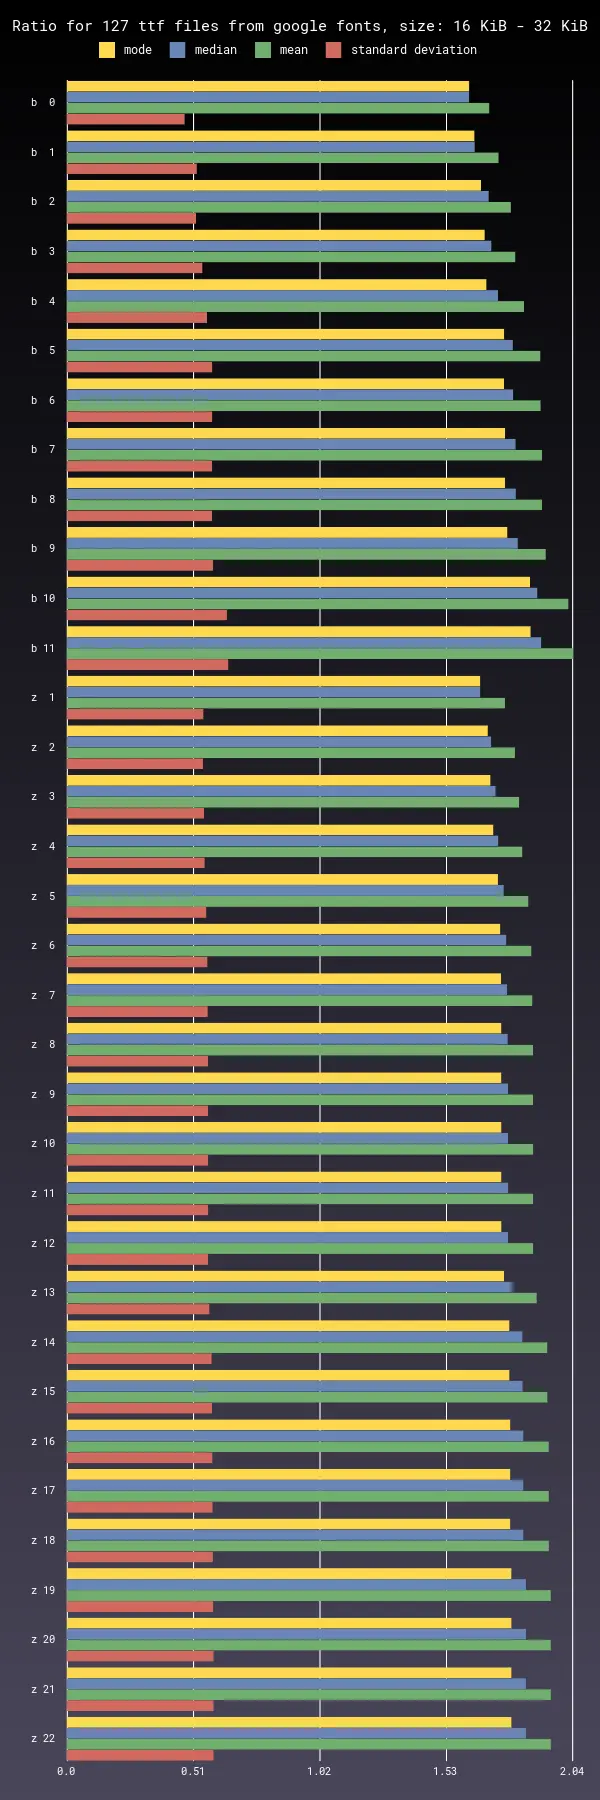 Ratio for 127 ttf files from google fonts, size: 16 KiB - 32 KiB
mode median mean standard deviation
b 0
b 1
b 2
b 3
b 4
b 5
b 6
b 7
b 8
b 9
b 10
b 11
z 1
z 2
z 3
z 4
z 5
z 6
z 7
z 8
z 9
z 10
z 11
z 12
z 13
z 14
z 15
z 16
z 17
z 18
z 19
z 20
z 21
z 22
0.0 0.51 1.02 1.53 2.04